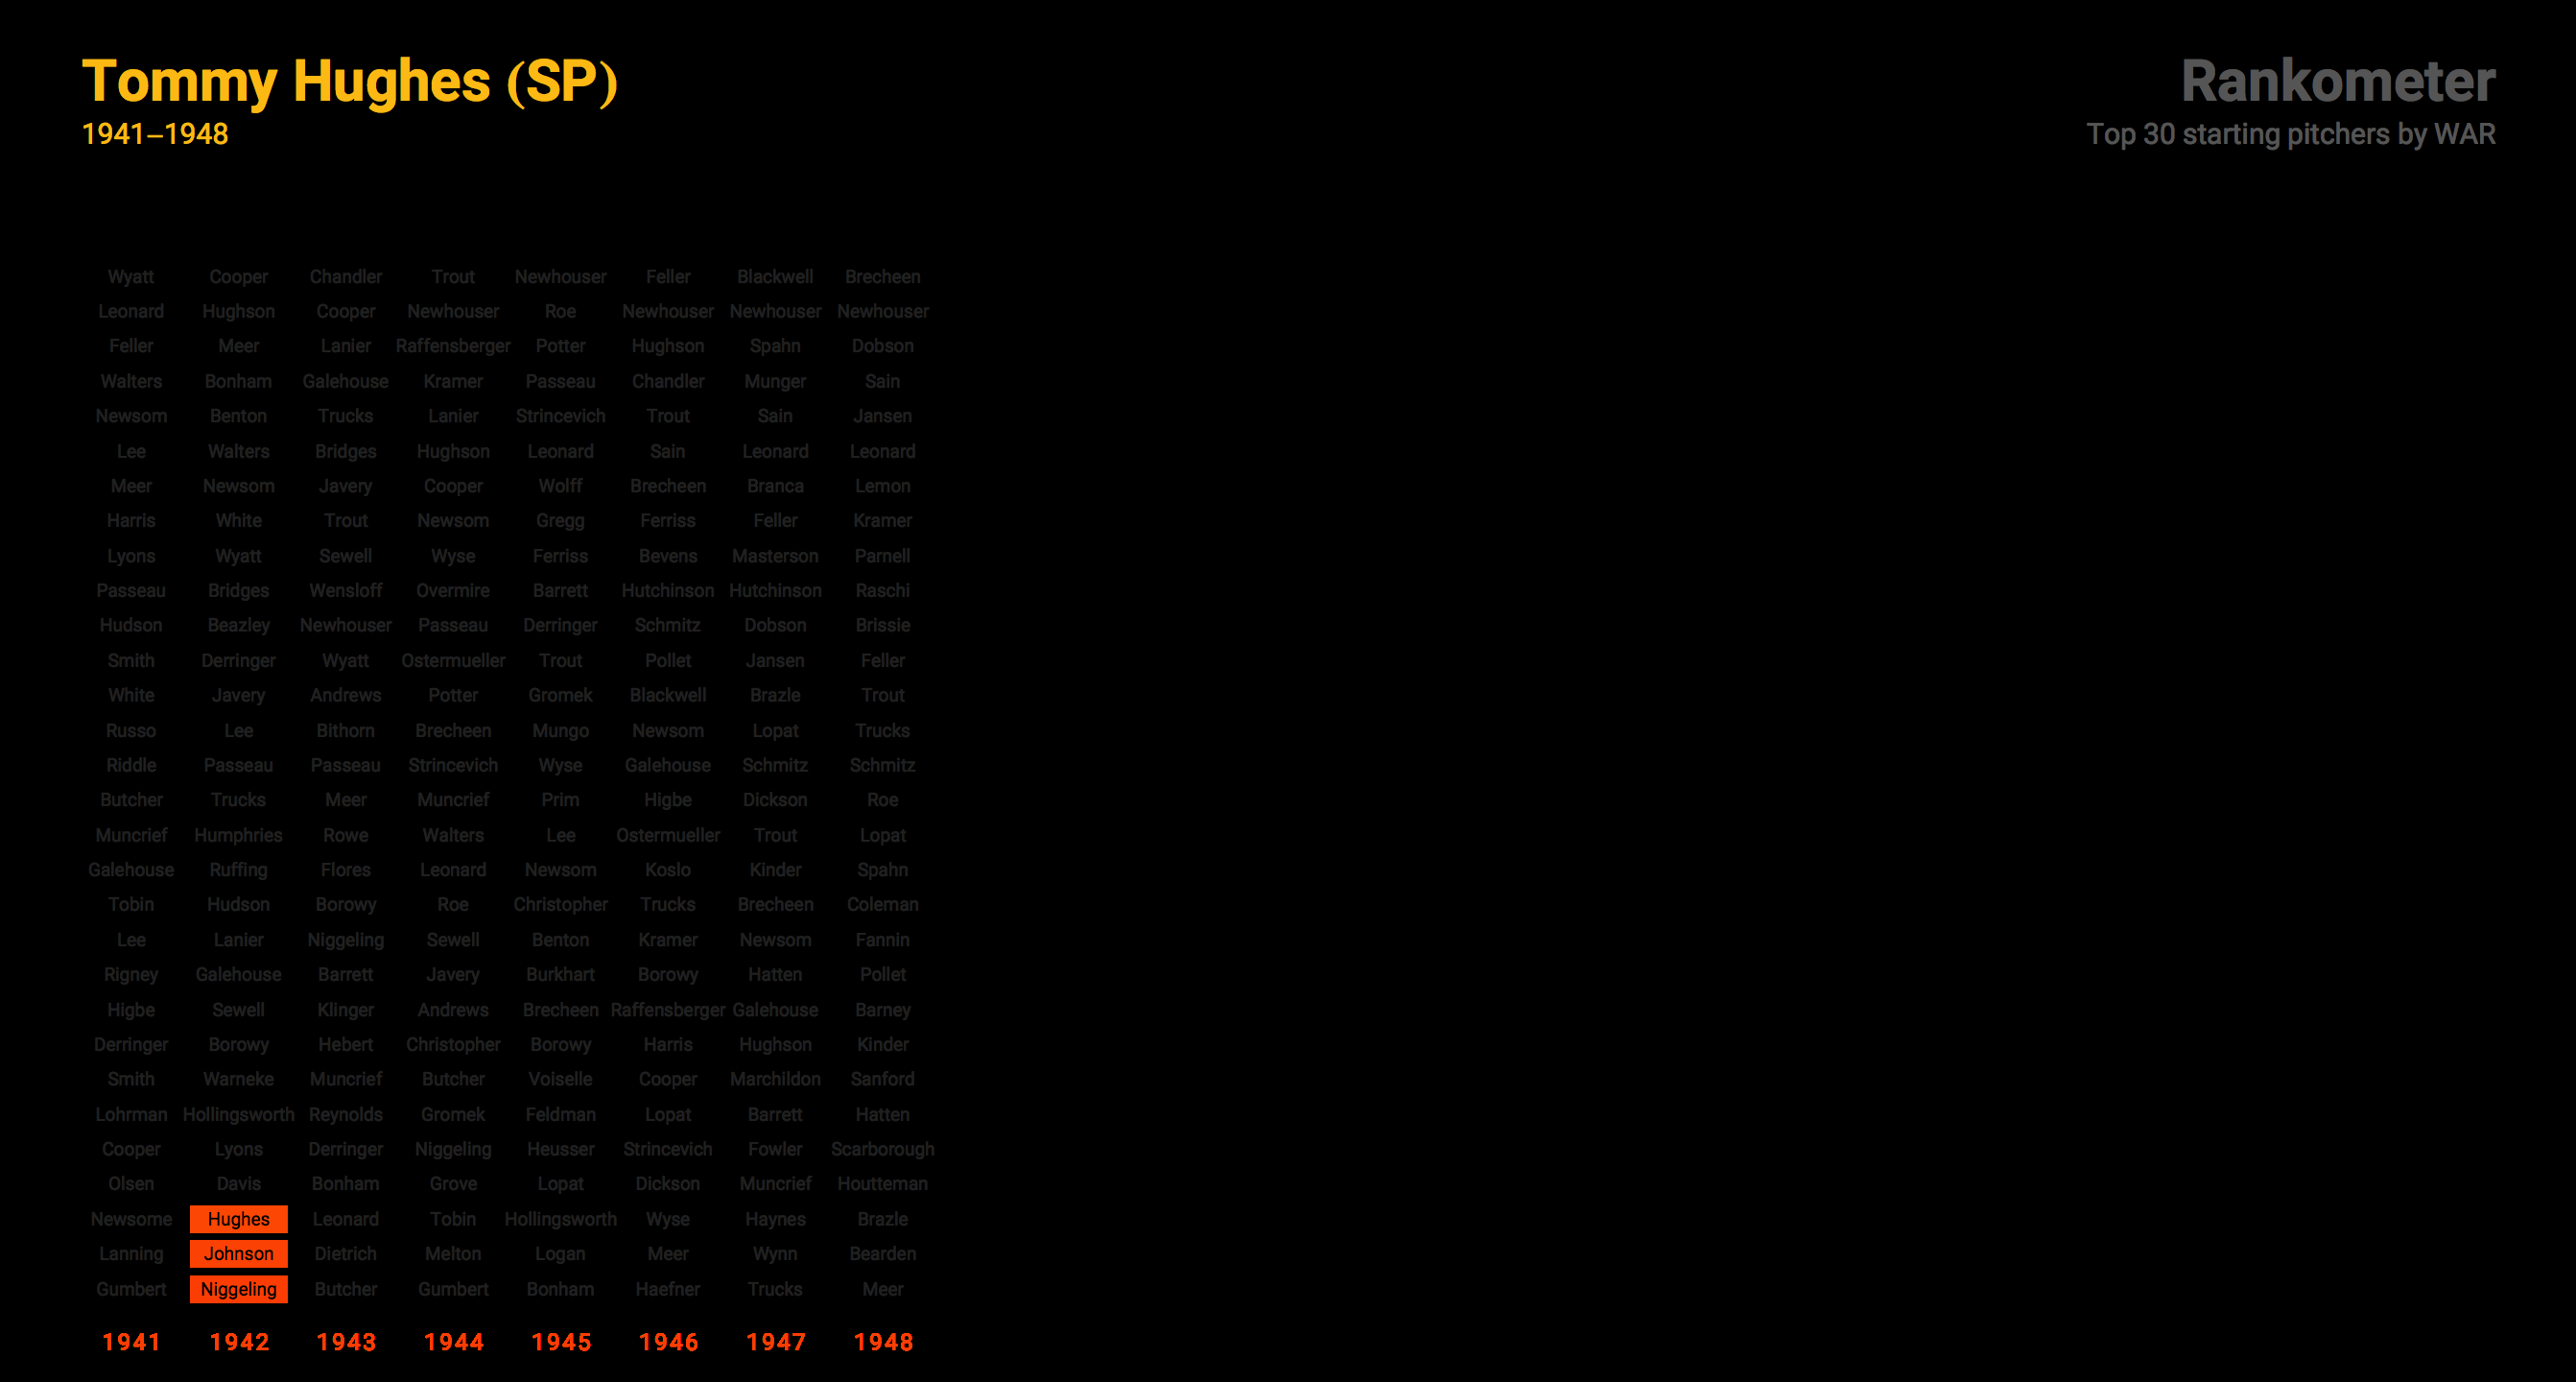 Tommy Hughes (SP)
1941–1948
Rankometer
Top 30 starting pitchers by WAR
Wyatt Cooper Chandler Trout Newhouser Feller Blackwell Brecheen
Leonard Hughson Cooper Newhouser Roe Newhouser Newhouser Newhouser
Feller Meer Lanier Raffensberger Potter Hughson Spahn Dobson
Walters Bonham Galehouse Kramer Passeau Chandler Munger Sain
Newsom Benton Trucks Lanier Strincevich Trout Sain Jansen
Lee Walters Bridges Hughson Leonard Sain Leonard Leonard
Meer Newsom Javery Cooper Wolff Brecheen Branca Lemon
Harris White Trout Newsom Gregg Ferriss Feller Kramer
Lyons Wyatt Sewell Wyse Ferriss Bevens Masterson Parnell
Passeau Bridges Wensloff Overmire Barrett Hutchinson Hutchinson Raschi
Hudson Beazley Newhouser Passeau Derringer Schmitz Dobson Brissie
Smith Derringer Wyatt Ostermueller Trout Pollet Jansen Feller
White Javery Andrews Potter Gromek Blackwell Brazle Trout
Russo Lee Bithorn Brecheen Mungo Newsom Lopat Trucks
Riddle Passeau Passeau Strincevich Wyse Galehouse Schmitz Schmitz
Butcher Trucks Meer Muncrief Prim Higbe Dickson Roe
Muncrief Humphries Rowe Walters Lee Ostermueller Trout Lopat
Galehouse Ruffing Flores Leonard Newsom Koslo Kinder Spahn
Tobin Hudson Borowy Roe Christopher Trucks Brecheen Coleman
Lee Lanier Niggeling Sewell Benton Kramer Newsom Fannin
Rigney Galehouse Barrett Javery Burkhart Borowy Hatten Pollet
Higbe Sewell Klinger Andrews Brecheen Raffensberger Galehouse Barney
Derringer Borowy Hebert Christopher Borowy Harris Hughson Kinder
Smith Warneke Muncrief Butcher Voiselle Cooper Marchildon Sanford
Lohrman Hollingsworth Reynolds Gromek Feldman Lopat Barrett Hatten
Cooper Lyons Derringer Niggeling Heusser Strincevich Fowler Scarborough
Olsen Davis Bonham Grove Lopat Dickson Muncrief Houtteman
Newsome Hughes Leonard Tobin Hollingsworth Wyse Haynes Brazle
Lanning Johnson Dietrich Melton Logan Meer Wynn Bearden
Gumbert Niggeling Butcher Gumbert Bonham Haefner Trucks Meer
1941 1942 1943 1944 1945 1946 1947 1948